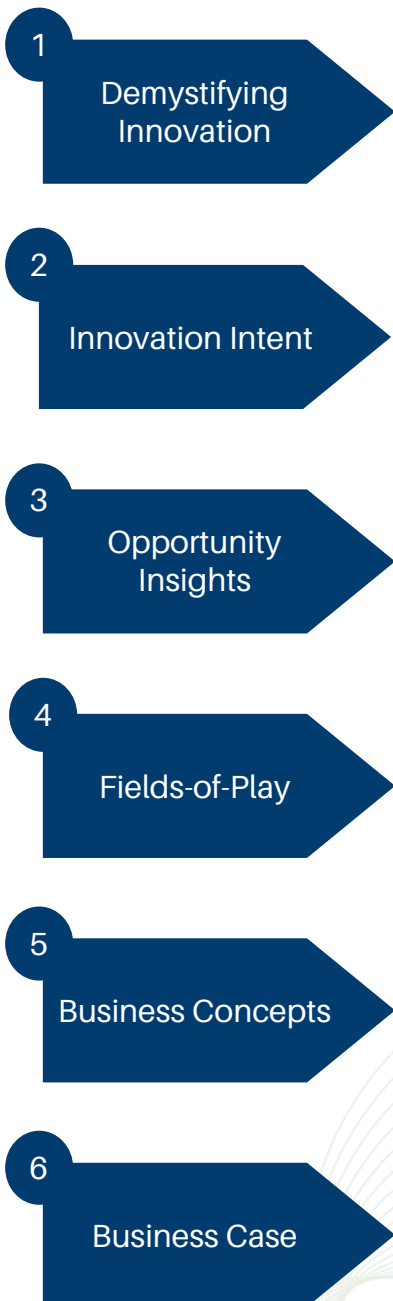 1
Demystifying
Innovation
2
Innovation Intent
3
Opportunity
Insights
4
Fields-of-Play
5
Business Concepts
6
Business Case